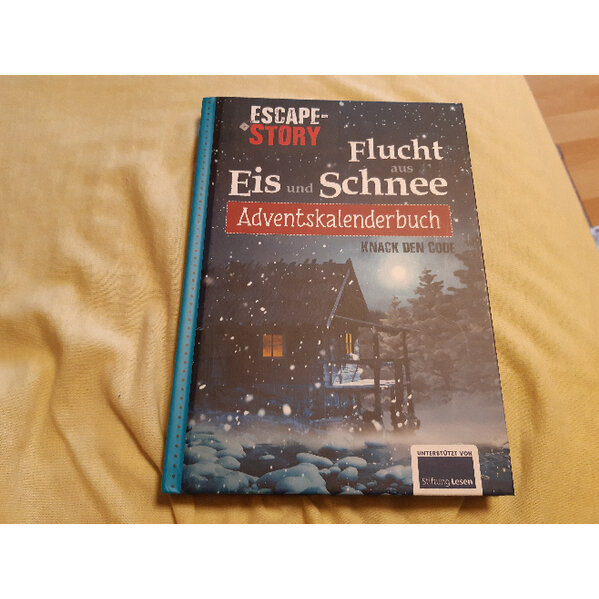 ESCAPE-
STORY
Flucht
aus
Eis und Schnee
Adventskalenderbuch
KNACK DEN CODE
UNTERSTÜTZT VON
Stiftung Lesen